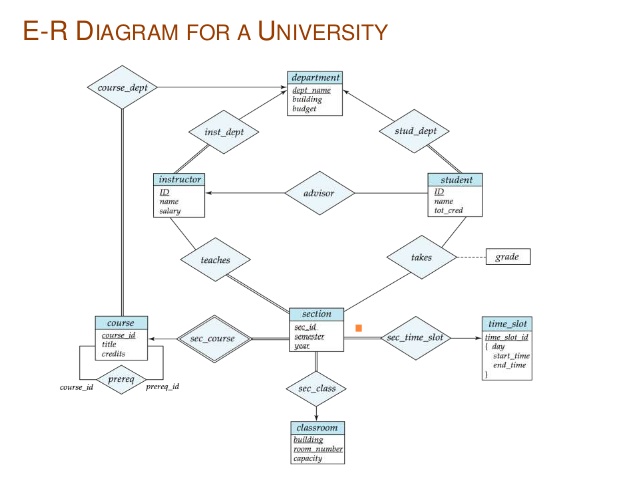 E-R DIAGRAM FOR A UNIVERSITY
course_dept
department
dept_name
building
budget
inst_dept
stud_dept
instructor
ID
name
salary
advisor
student
ID
name
tot_cred
teaches
takes
grade
course
course_id
title
credits
sec_course
section
sec_id
semester
year
sec_time_slot
time_slot
time_slot_id
{ day
start_time
end_time
}
course_id
prereq
prereq_id
sec_class
classroom
building
room_number
capacity